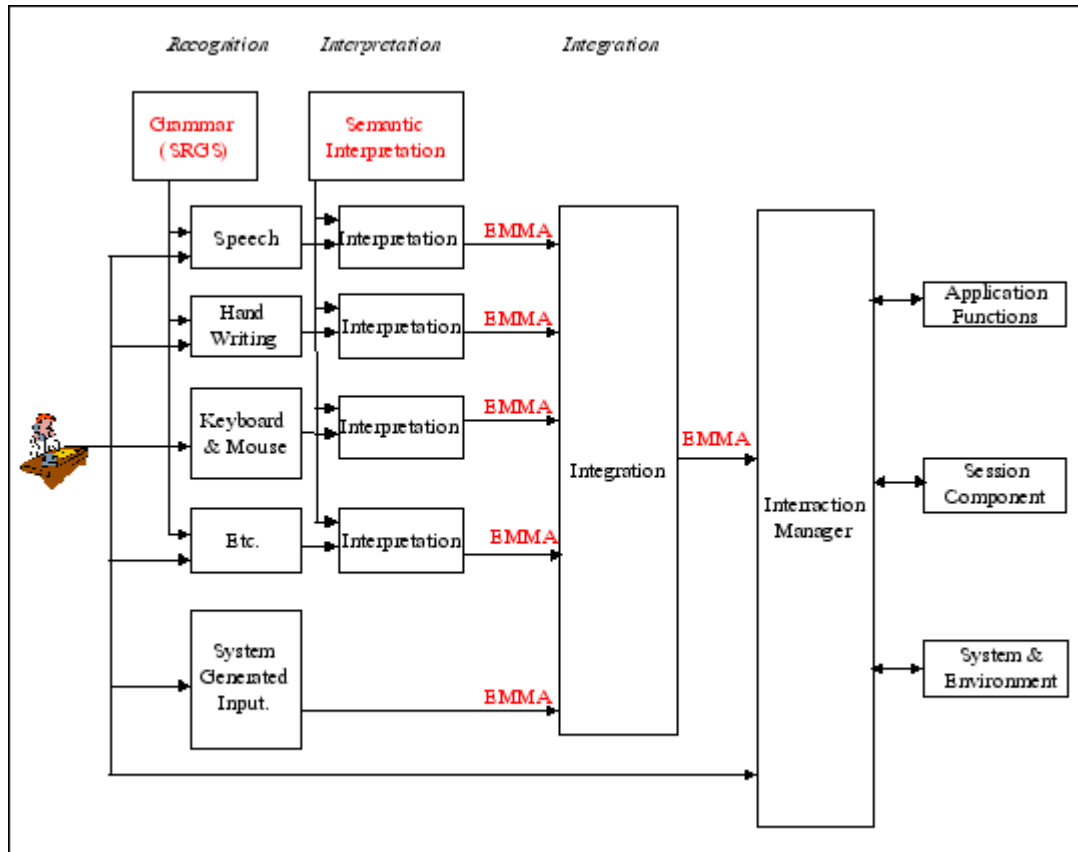 Recognition
Interpretation
Integration
Grammar
(SRGS)
Semantic
Interpretation
Speech
Interpretation
EMMA
Hand
Writing
Interpretation
EMMA
Keyboard
& Mouse
Interpretation
EMMA
Etc.
Interpretation
EMMA
System
Generated
Input.
EMMA
Integration
EMMA
Interraction
Manager
Application
Functions
Session
Component
System &
Environment